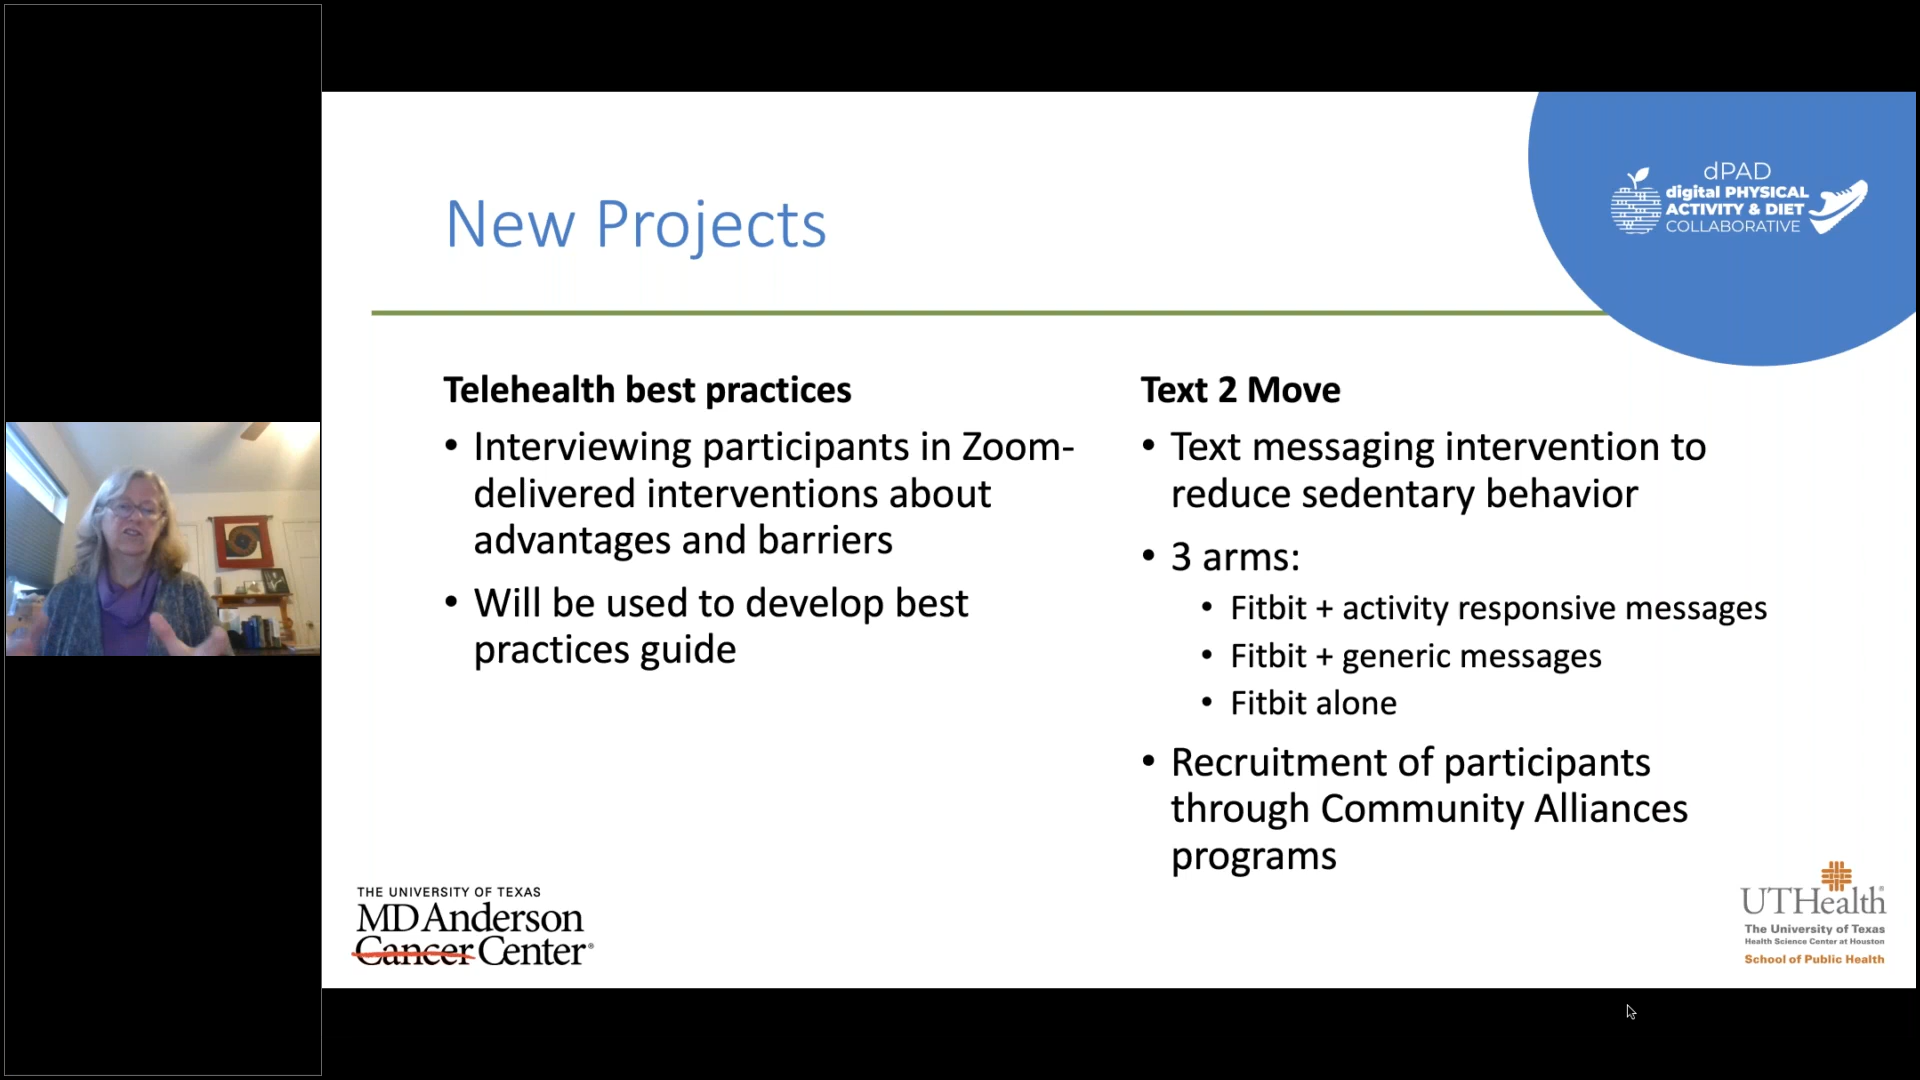 New Projects
dPAD
digital PHYSICAL
ACTIVITY & DIET
COLLABORATIVE
Telehealth best practices
• Interviewing participants in Zoom-
delivered interventions about
advantages and barriers
• Will be used to develop best
practices guide
Text 2 Move
• Text messaging intervention to
reduce sedentary behavior
• 3 arms:
• Fitbit + activity responsive messages
• Fitbit + generic messages
• Fitbit alone
• Recruitment of participants
through Community Alliances
programs
THE UNIVERSITY OF TEXAS
MD Anderson
Cancer Center®
UTHealth®
The University of Texas
Health Science Center at Houston
School of Public Health